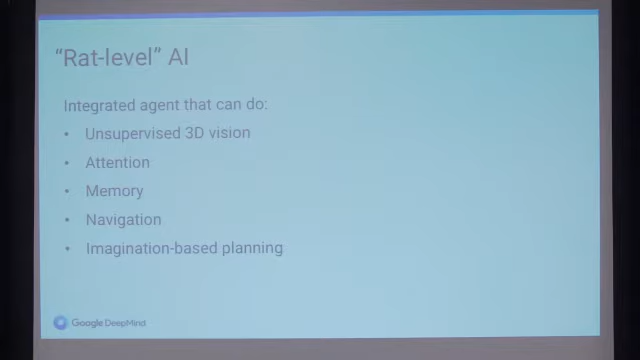 “Rat-level” AI
Integrated agent that can do:
• Unsupervised 3D vision
• Attention
• Memory
• Navigation
• Imagination-based planning
Google DeepMind